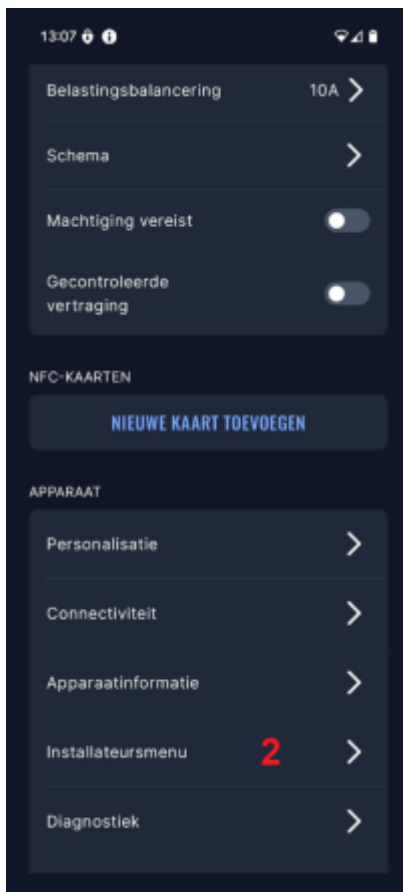 13:07
Belastingsbalancering 10A
Schema
Machtiging vereist
Gecontroleerde
vertraging
NFC-KAARTEN
NIEUWE KAART TOEVOEGEN
APPARAAT
Personalisatie
Connectiviteit
Apparaatinformatie
Installateursmenu 2
Diagnostiek